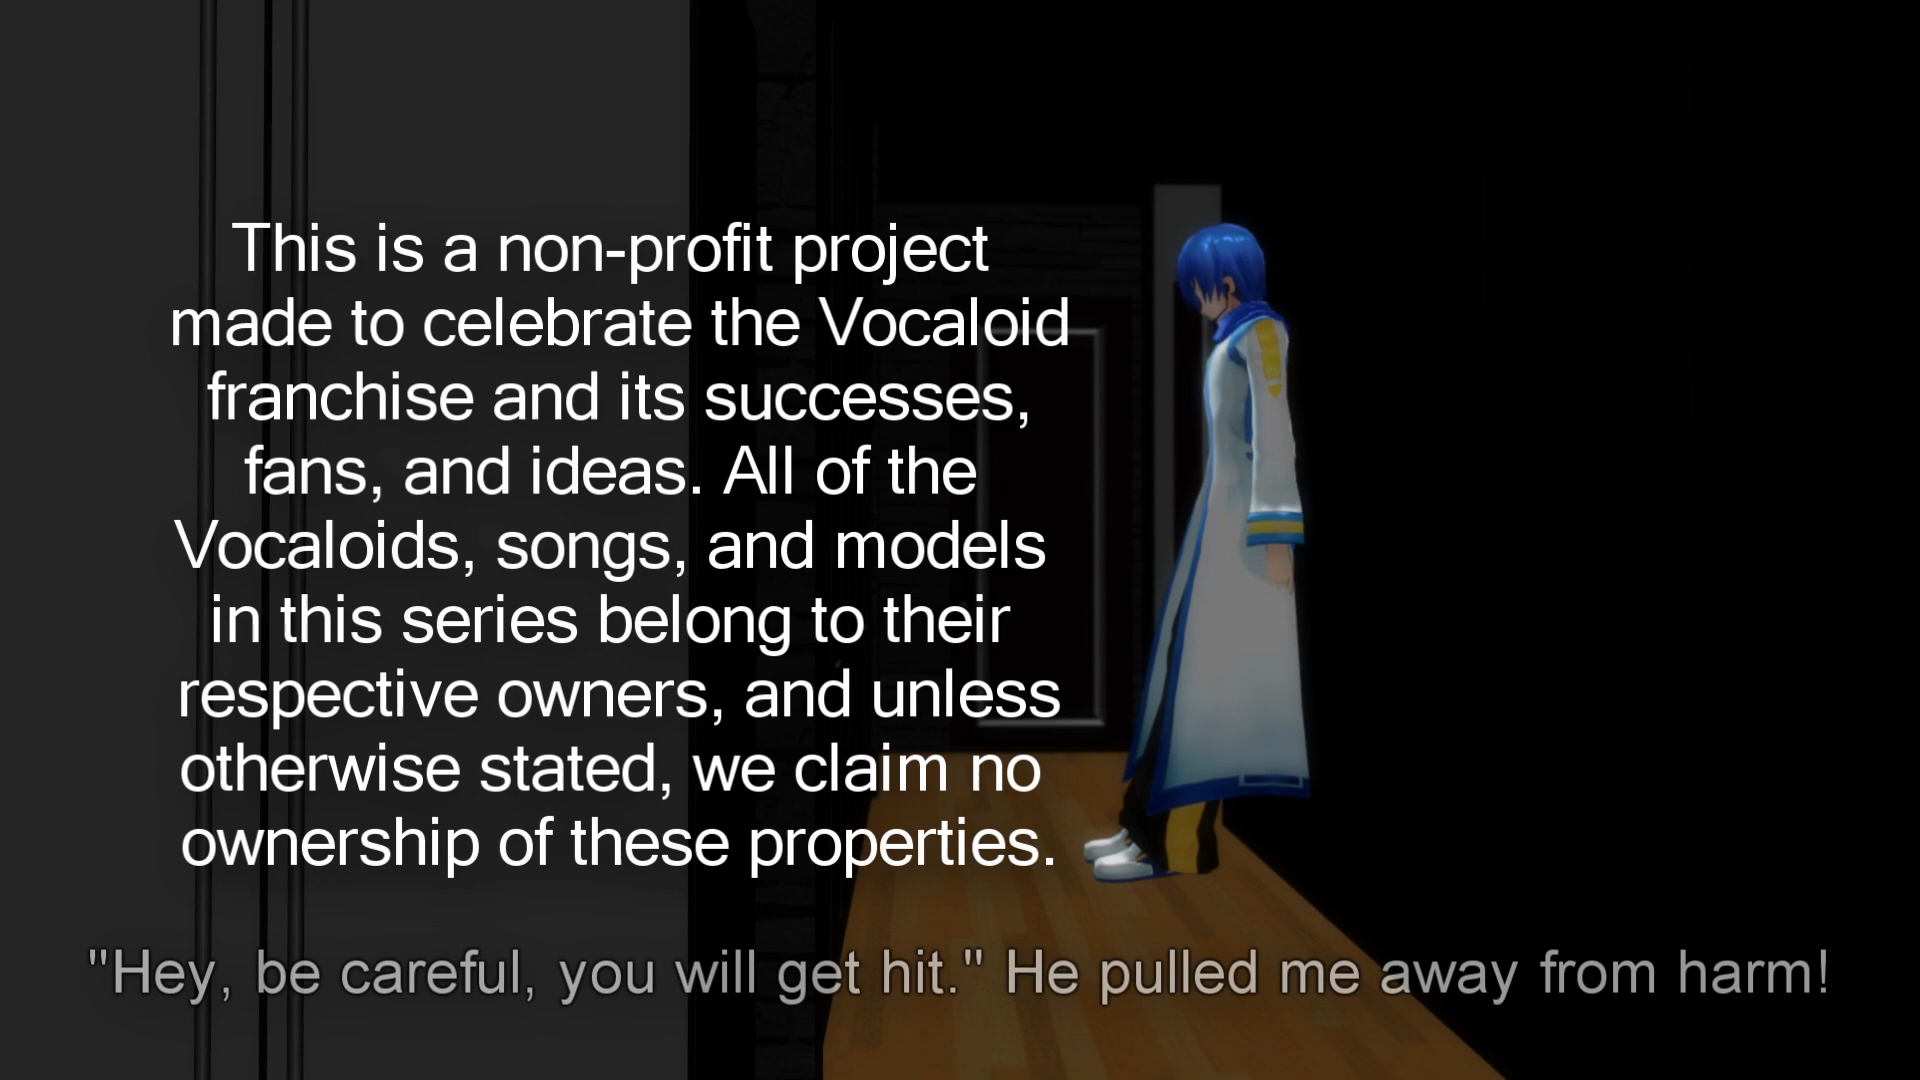 This is a non-profit project
made to celebrate the Vocaloid
franchise and its successes,
fans, and ideas. All of the
Vocaloids, songs, and models
in this series belong to their
respective owners, and unless
otherwise stated, we claim no
ownership of these properties.
"Hey, be careful, you will get hit." He pulled me away from harm!